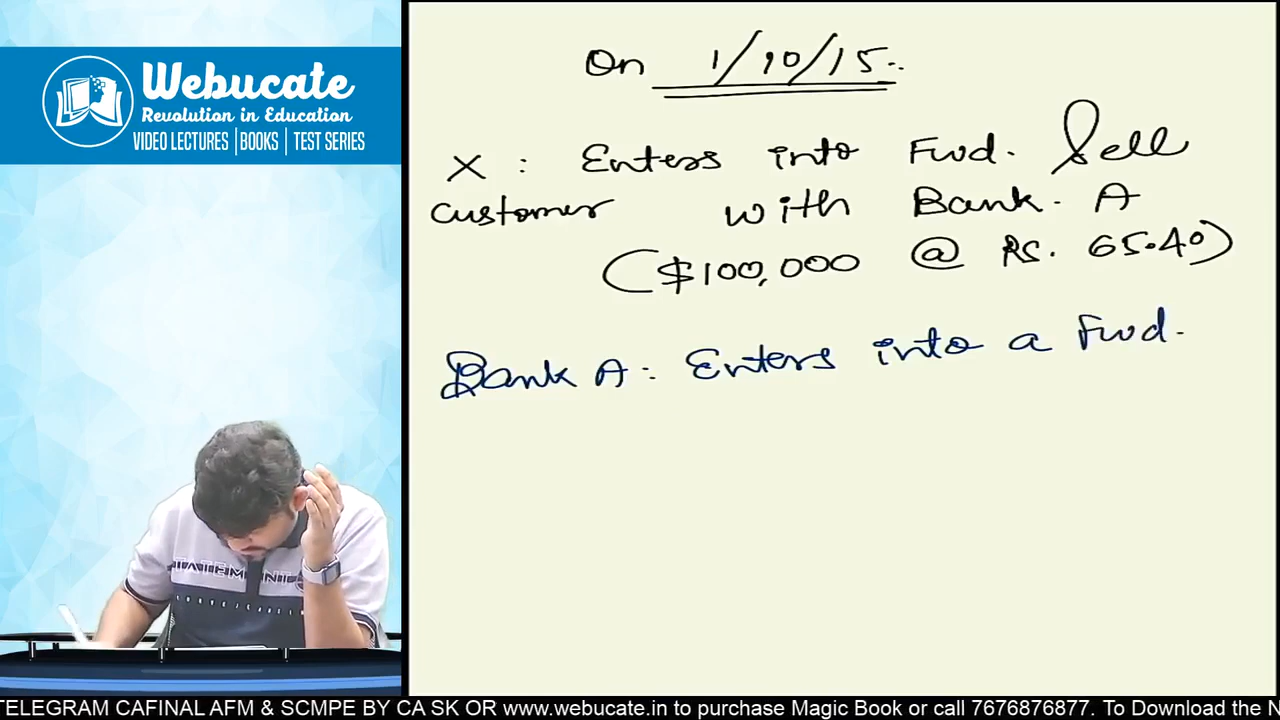 Webucate
Revolution in Education
VIDEO LECTURES | BOOKS | TEST SERIES
On 1/10/15..
X : Enters into Fwd. Sell
customer with Bank. A
($100,000 @ Rs. 65.40)
Bank A: Enters into a Fwd.
TATEMENT
TELEGRAM CAFINAL AFM & SCMPE BY CA SK OR www.webucate.in to purchase Magic Book or call 7676876877. To Download the N